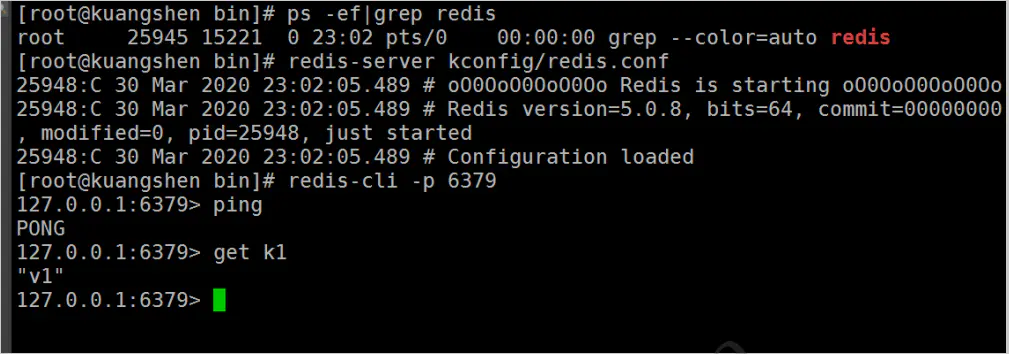 [root@kuangshen bin]# ps -ef|grep redis
root     25945 15221  0 23:02 pts/0    00:00:00 grep --color=auto redis
[root@kuangshen bin]# redis-server kconfig/redis.conf
25948:C 30 Mar 2020 23:02:05.489 # oO0OoO0OoO0Oo Redis is starting oO0OoO0OoO0Oo
25948:C 30 Mar 2020 23:02:05.489 # Redis version=5.0.8, bits=64, commit=00000000
, modified=0, pid=25948, just started
25948:C 30 Mar 2020 23:02:05.489 # Configuration loaded
[root@kuangshen bin]# redis-cli -p 6379
127.0.0.1:6379> ping
PONG
127.0.0.1:6379> get k1
"v1"
127.0.0.1:6379>